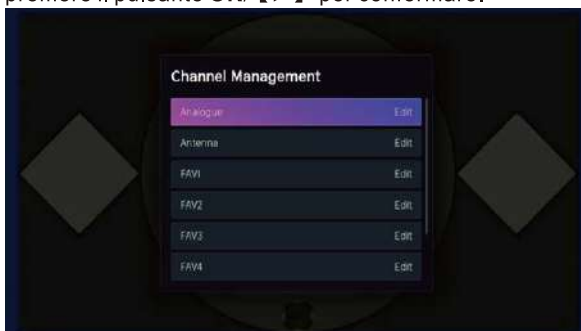 premere il pulsante OK/【▶】 per confermare.
Channel Management
Analogue Edit
Antenna Edit
FAV1 Edit
FAV2 Edit
FAV3 Edit
FAV4 Edit